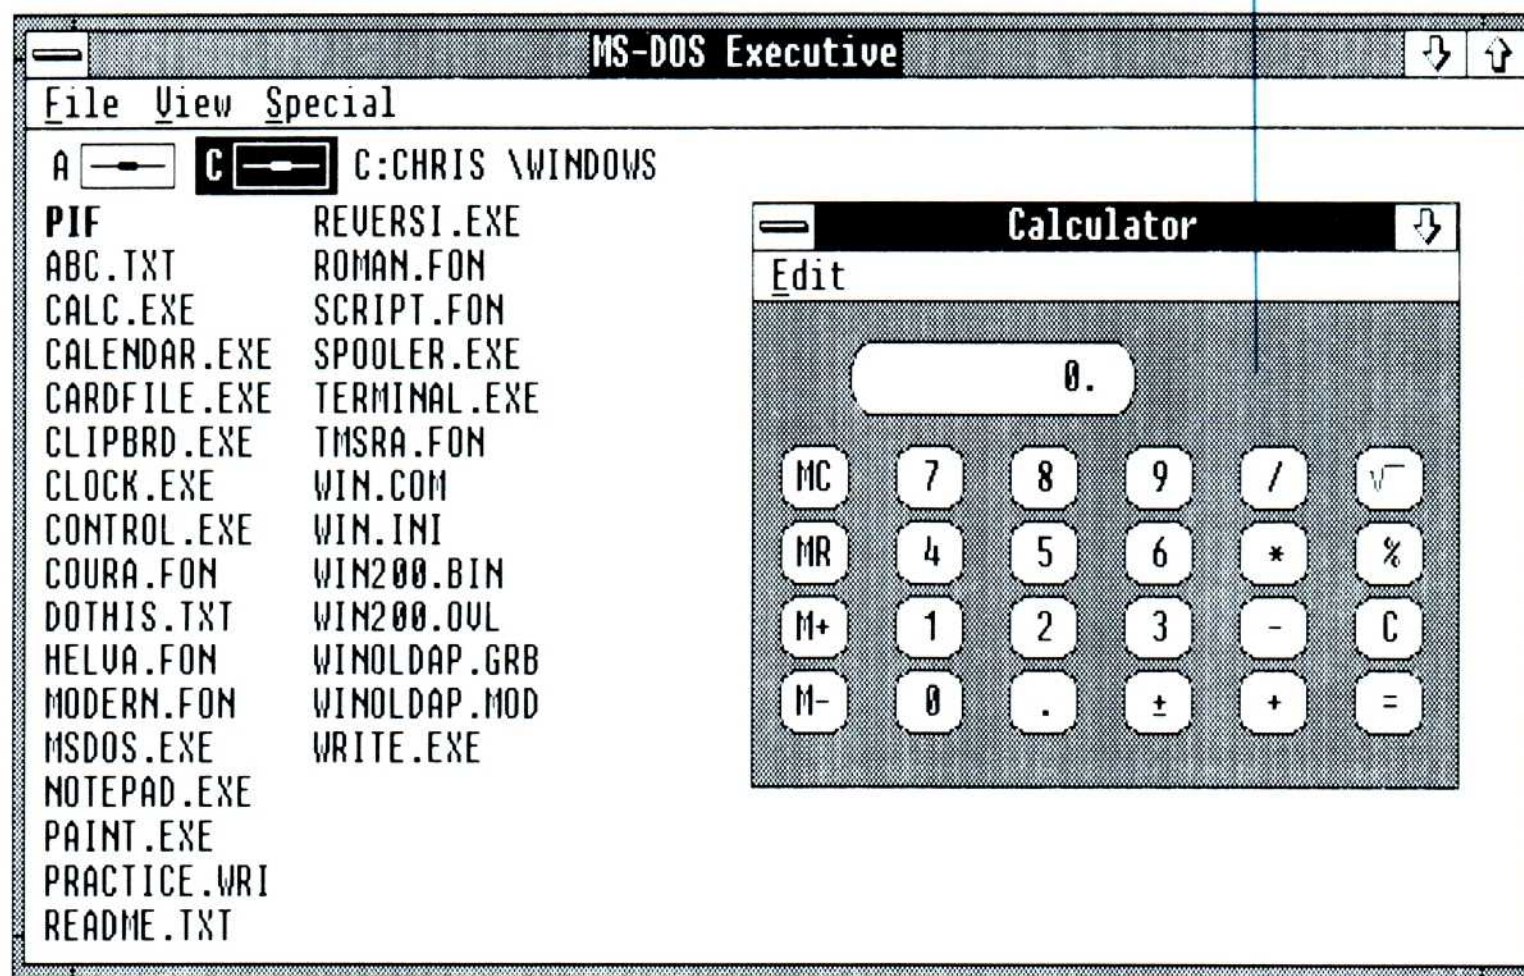 MS-DOS Executive
File View Special
A C C:CHRIS \WINDOWS
PIF
ABC.TXT
CALC.EXE
CALENDAR.EXE
CARDFILE.EXE
CLIPBRD.EXE
CLOCK.EXE
CONTROL.EXE
COURA.FON
DOTHIS.TXT
HELVA.FON
MODERN.FON
MSDOS.EXE
NOTEPAD.EXE
PAINT.EXE
PRACTICE.WRI
README.TXT
REVERSI.EXE
ROMAN.FON
SCRIPT.FON
SPOOLER.EXE
TERMINAL.EXE
TMSRA.FON
WIN.COM
WIN.INI
WIN200.BIN
WIN200.OVL
WINOLDAP.GRB
WINOLDAP.MOD
WRITE.EXE
Calculator
Edit
0.
MC 7 8 9 / √
MR 4 5 6 * %
M+ 1 2 3 - C
M- 0 . ± + =